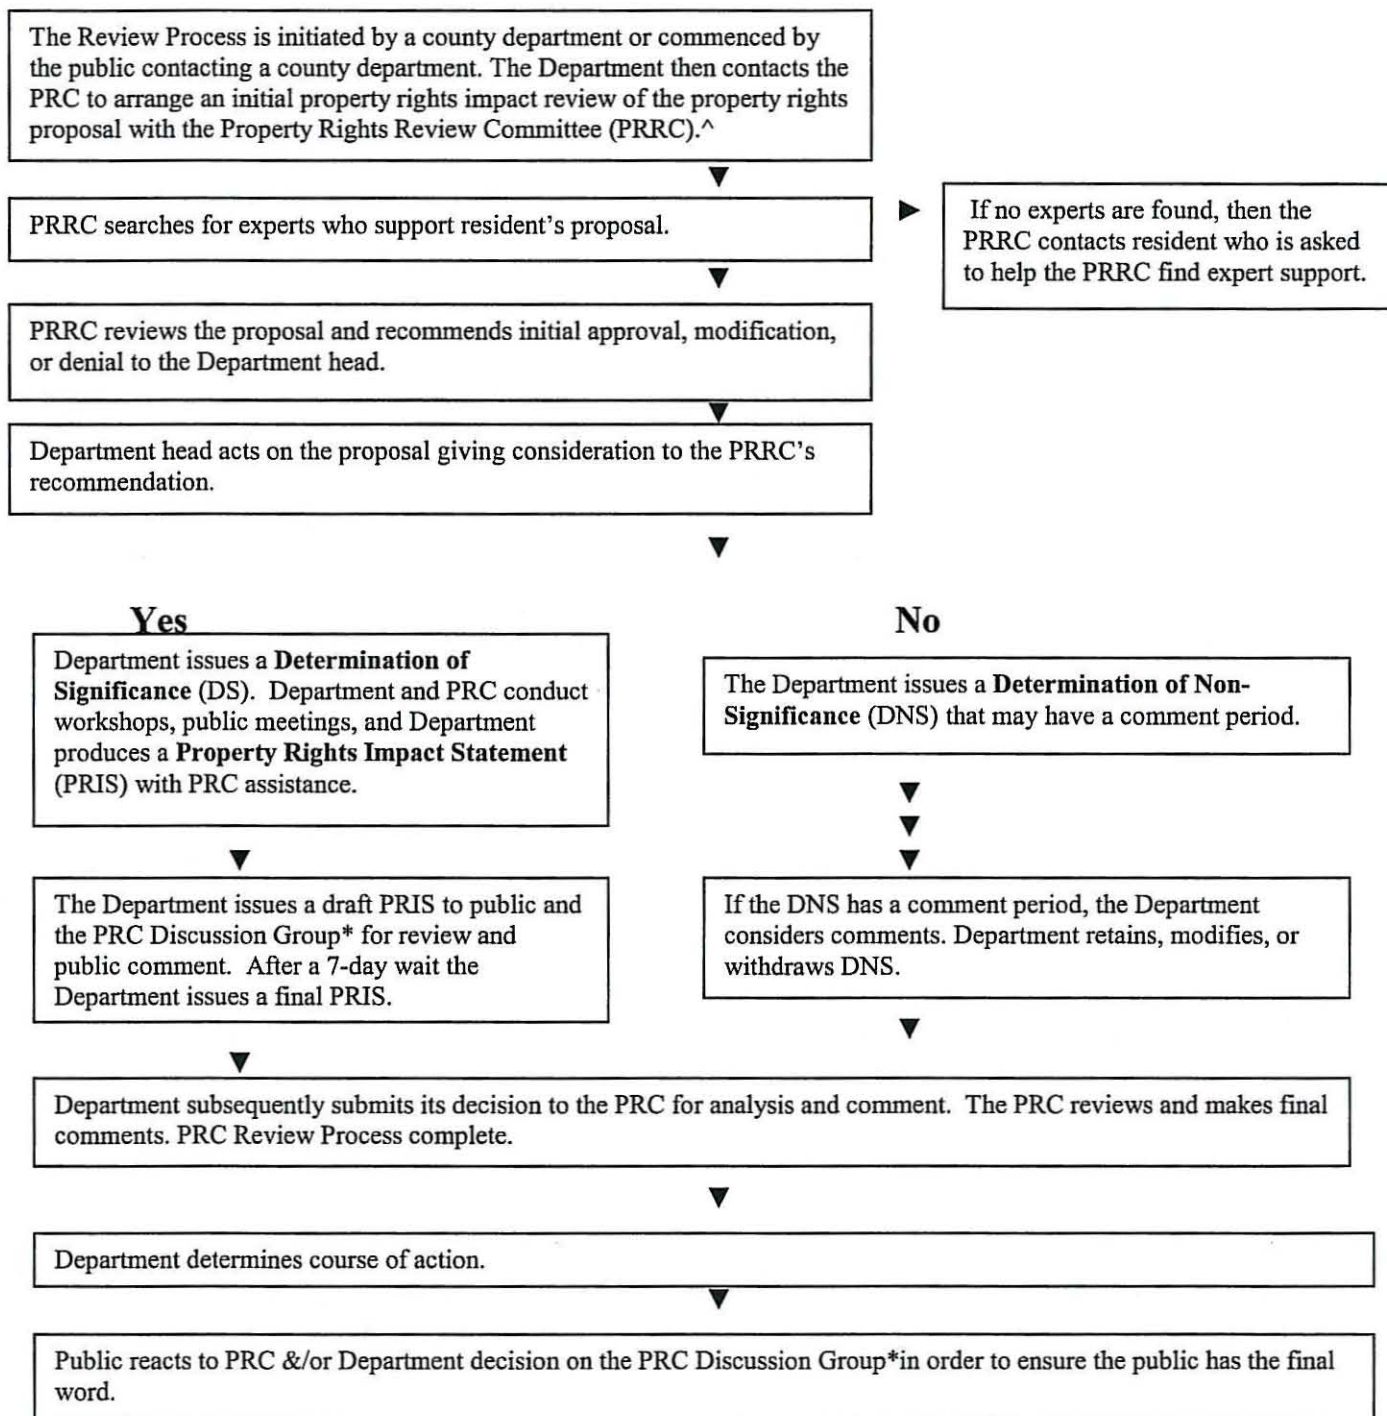 The Review Process is initiated by a county department or commenced by
the public contacting a county department. The Department then contacts the
PRC to arrange an initial property rights impact review of the property rights
proposal with the Property Rights Review Committee (PRRC).^
PRRC searches for experts who support resident's proposal.
If no experts are found, then the
PRRC contacts resident who is asked
to help the PRRC find expert support.
PRRC reviews the proposal and recommends initial approval, modification,
or denial to the Department head.
Department head acts on the proposal giving consideration to the PRRC's
recommendation.
Yes
Department issues a Determination of
Significance (DS). Department and PRC conduct
workshops, public meetings, and Department
produces a Property Rights Impact Statement
(PRIS) with PRC assistance.
The Department issues a draft PRIS to public and
the PRC Discussion Group* for review and
public comment. After a 7-day wait the
Department issues a final PRIS.
No
The Department issues a Determination of Non-
Significance (DNS) that may have a comment period.
If the DNS has a comment period, the Department
considers comments. Department retains, modifies, or
withdraws DNS.
Department subsequently submits its decision to the PRC for analysis and comment. The PRC reviews and makes final
comments. PRC Review Process complete.
Department determines course of action.
Public reacts to PRC &/or Department decision on the PRC Discussion Group*in order to ensure the public has the final
word.